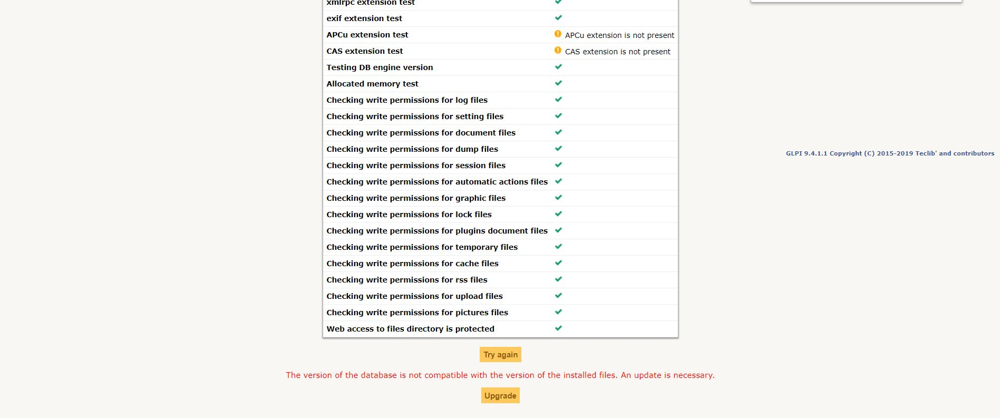 xmlrpc extension test
exif extension test
APCu extension test APCu extension is not present
CAS extension test CAS extension is not present
Testing DB engine version
Allocated memory test
Checking write permissions for log files
Checking write permissions for setting files
Checking write permissions for document files
Checking write permissions for dump files
GLPI 9.4.1.1 Copyright (C) 2015-2019 Teclib' and contributors
Checking write permissions for session files
Checking write permissions for automatic actions files
Checking write permissions for graphic files
Checking write permissions for lock files
Checking write permissions for plugins document files
Checking write permissions for temporary files
Checking write permissions for cache files
Checking write permissions for rss files
Checking write permissions for upload files
Checking write permissions for pictures files
Web access to files directory is protected
Try again
The version of the database is not compatible with the version of the installed files. An update is necessary.
Upgrade